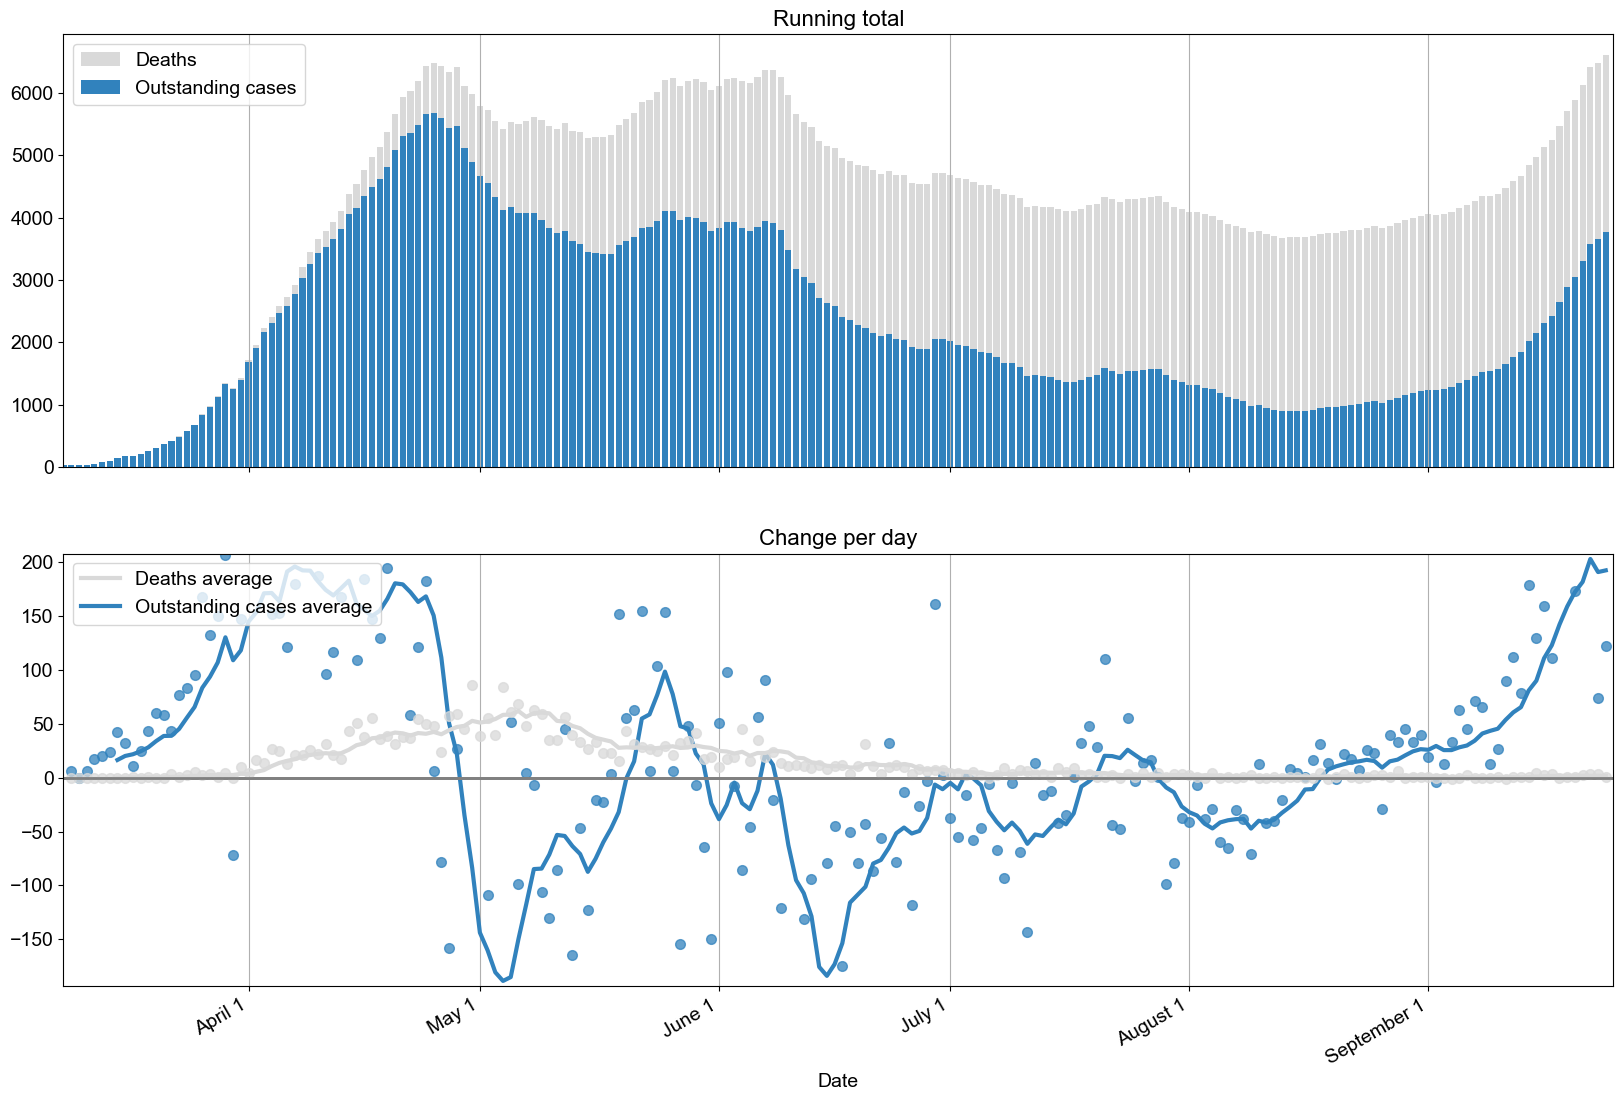 Running total
Deaths
Outstanding cases
6000
5000
4000
3000
2000
1000
0
Change per day
Deaths average
Outstanding cases average
200
150
100
50
0
−50
−100
−150
April 1
May 1
June 1
July 1
August 1
September 1
Date